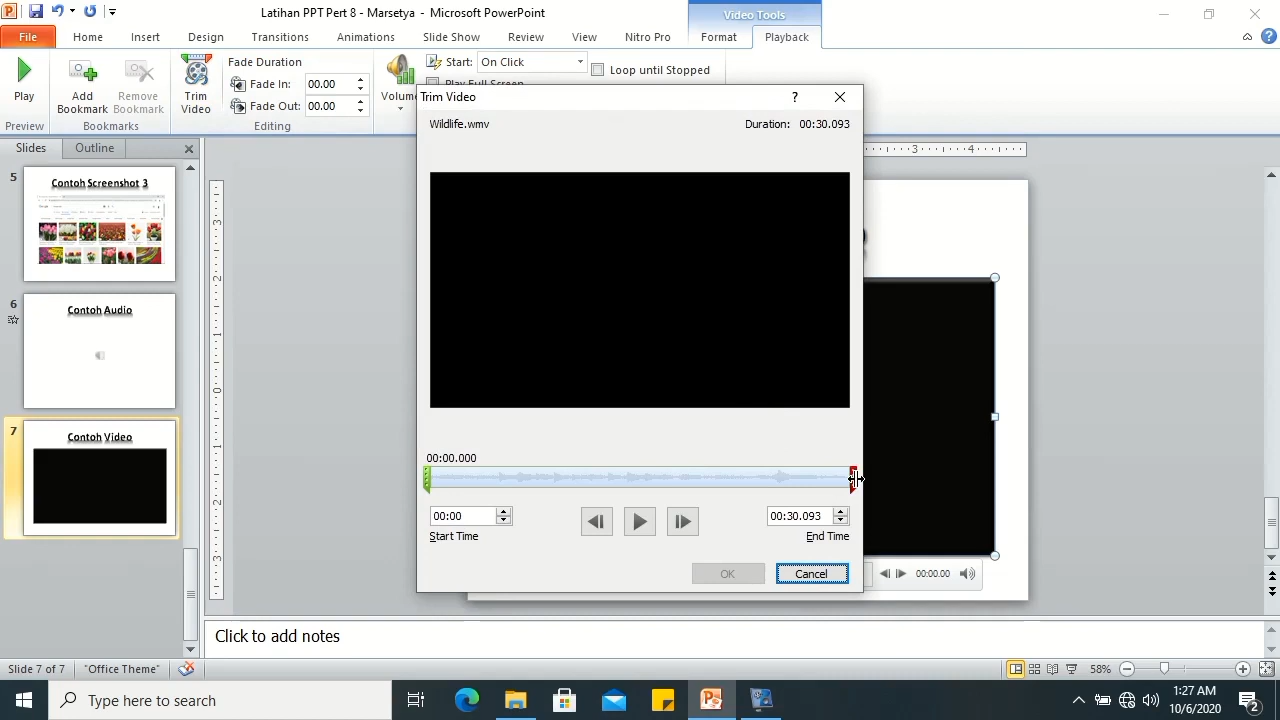 Latihan PPT Pert 8 - Marsetya - Microsoft PowerPoint
Video Tools
File Home Insert Design Transitions Animations Slide Show Review View Nitro Pro Format Playback
Play
Preview
Add Bookmark
Remove Bookmark
Bookmarks
Trim Video
Fade Duration
Fade In: 00.00
Fade Out: 00.00
Editing
Volume
Start: On Click
Play Full Screen
Loop until Stopped
Slides Outline
5
Contoh Screenshot 3
6
Contoh Audio
7
Contoh Video
Trim Video
?
Wildlife.wmv
Duration: 00:30.093
00:00.000
00:00
Start Time
00:30.093
End Time
OK
Cancel
00:00.00
Click to add notes
Slide 7 of 7
"Office Theme"
58%
Type here to search
1:27 AM
10/6/2020
2